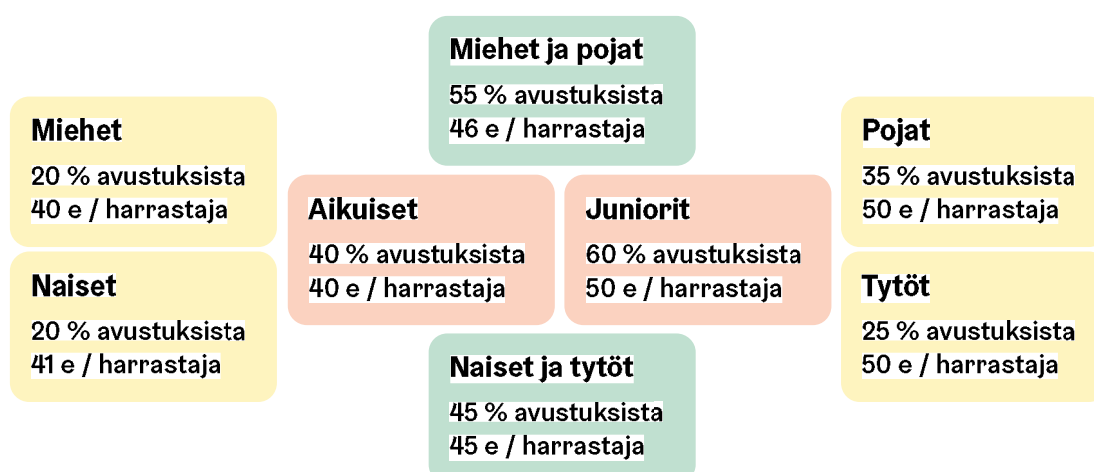 Miehet ja pojat
55 % avustuksista
46 e / harrastaja
Miehet
20 % avustuksista
40 e / harrastaja
Pojat
35 % avustuksista
50 e / harrastaja
Aikuiset
40 % avustuksista
40 e / harrastaja
Juniorit
60 % avustuksista
50 e / harrastaja
Naiset
20 % avustuksista
41 e / harrastaja
Tytöt
25 % avustuksista
50 e / harrastaja
Naiset ja tytöt
45 % avustuksista
45 e / harrastaja